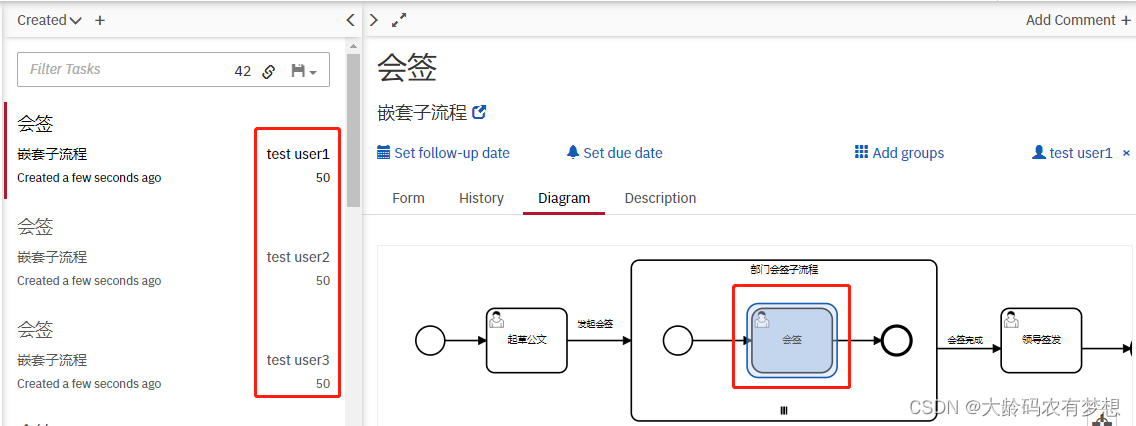 Created +
Add Comment +
Filter Tasks 42
会签
嵌套子流程 test user1
Created a few seconds ago 50
会签
嵌套子流程 test user2
Created a few seconds ago 50
会签
嵌套子流程 test user3
Created a few seconds ago 50
会签
嵌套子流程
Set follow-up date Set due date Add groups test user1 ×
Form History Diagram Description
部门会签子流程
起草公文
发起会签
会签
会签完成
领导签发
CSDN @大龄码农有梦想